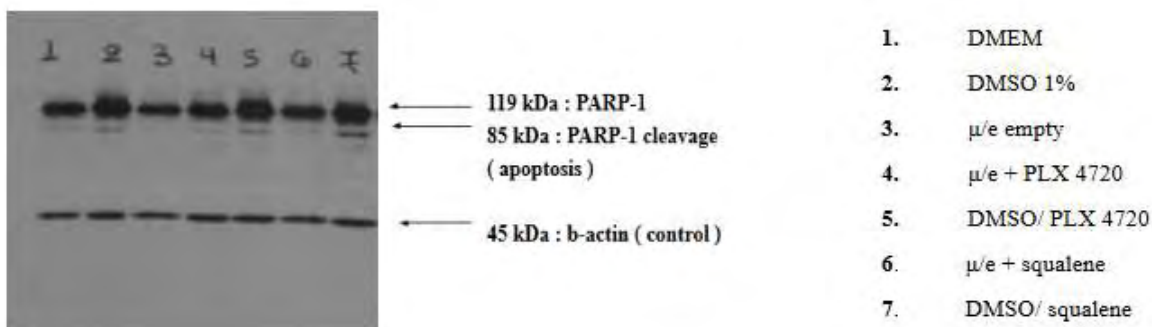 1 2 3 4 5 6 7
119 kDa : PARP-1
85 kDa : PARP-1 cleavage
( apoptosis )
45 kDa : b-actin ( control )
1. DMEM
2. DMSO 1%
3. μ/e empty
4. μ/e + PLX 4720
5. DMSO/ PLX 4720
6. μ/e + squalene
7. DMSO/ squalene